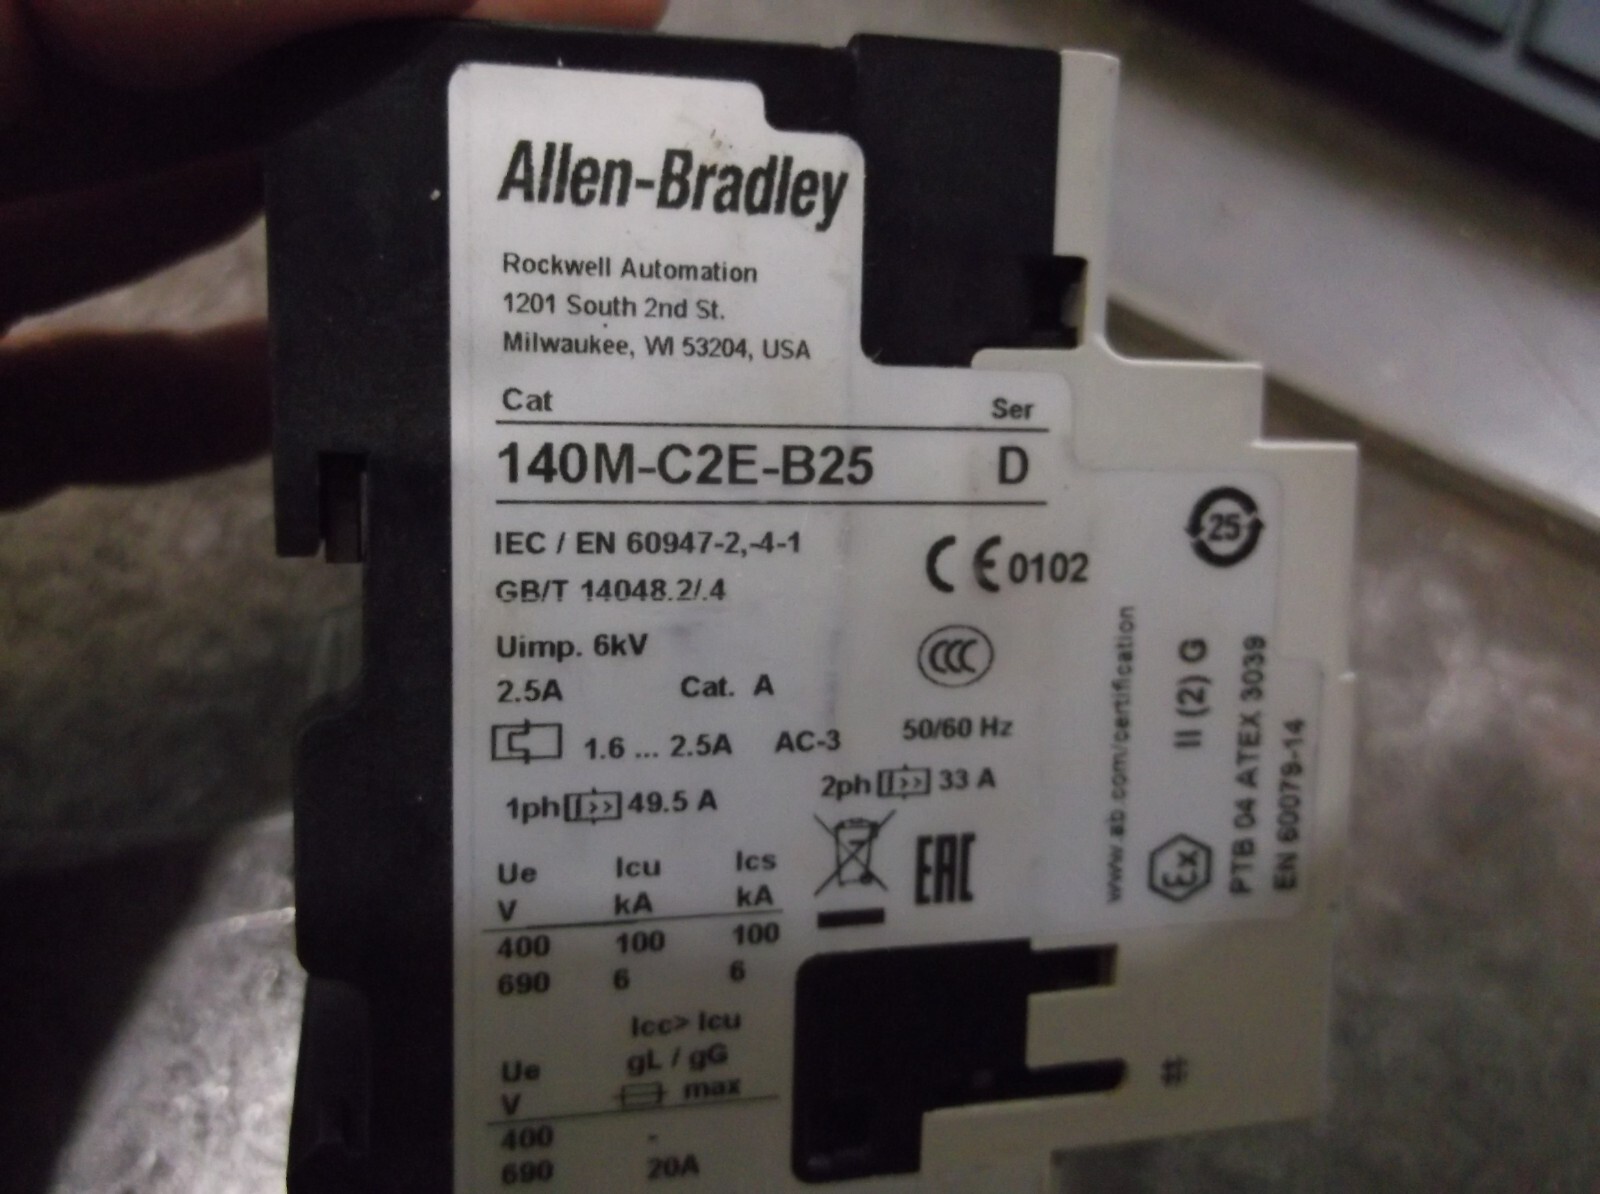 Allen-Bradley
Rockwell Automation
1201 South 2nd St.
Milwaukee, WI 53204, USA
Cat Ser
140M-C2E-B25 D
IEC / EN 60947-2,-4-1
GB/T 14048.2/.4
CE 0102
25
Uimp. 6kV
CCC
2.5A Cat. A
1.6 ... 2.5A AC-3 50/60 Hz
1ph I>> 49.5 A 2ph I>> 33 A
EAC
Ue Icu Ics
V kA kA
400 100 100
690 6 6
Icc> Icu
Ue gL / gG
V max
400 -
690 20A
www.ab.com/certification
Ex II (2) G
PTB 04 ATEX 3039
EN 60079-14
#